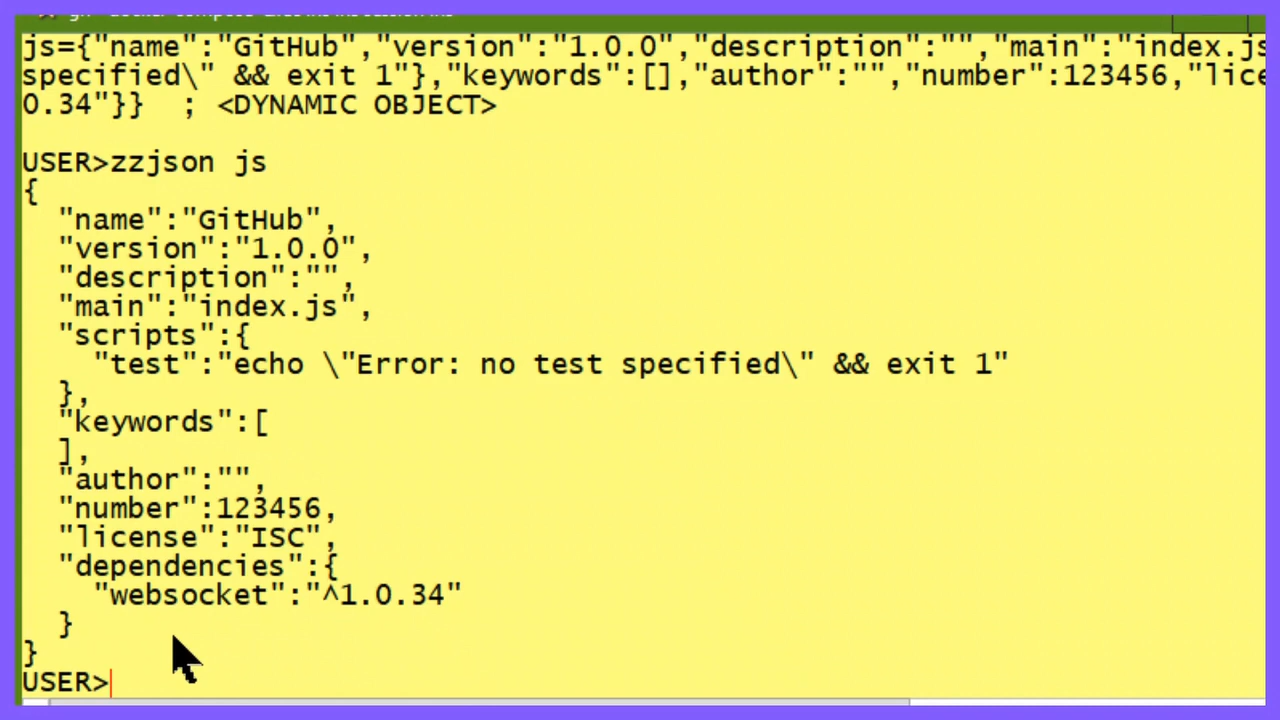 js={"name":"GitHub","version":"1.0.0","description":"","main":"index.js
specified\" && exit 1"},"keywords":[],"author":"","number":123456,"lice
0.34"}}  ; <DYNAMIC OBJECT>
USER>zzjson js
{
  "name":"GitHub",
  "version":"1.0.0",
  "description":"",
  "main":"index.js",
  "scripts":{
    "test":"echo \"Error: no test specified\" && exit 1"
  },
  "keywords":[
  ],
  "author":"",
  "number":123456,
  "license":"ISC",
  "dependencies":{
    "websocket":"^1.0.34"
  }
}
USER>